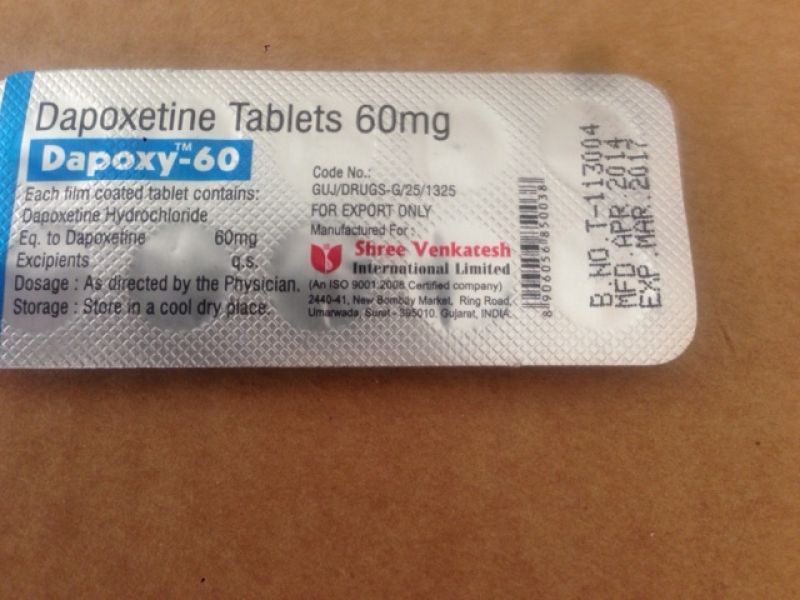 Dapoxetine Tablets 60mg
Dapoxy™-60
Each film coated tablet contains:
Dapoxetine Hydrochloride
Eq. to Dapoxetine 60mg
Excipients q.s.
Dosage : As directed by the Physician.
Storage : Store in a cool dry place.
Code No.:
GUJ/DRUGS-G/25/1325
FOR EXPORT ONLY
Manufactured For :
Shree Venkatesh
International Limited
(An ISO 9001:2008 Certified company)
2440-41, New Bombay Market, Ring Road,
Umarwada, Surat - 395010. Gujarat, INDIA.
8906056850038
B.NO.T-113004
MFD.APR.2014
EXP.MAR.2017